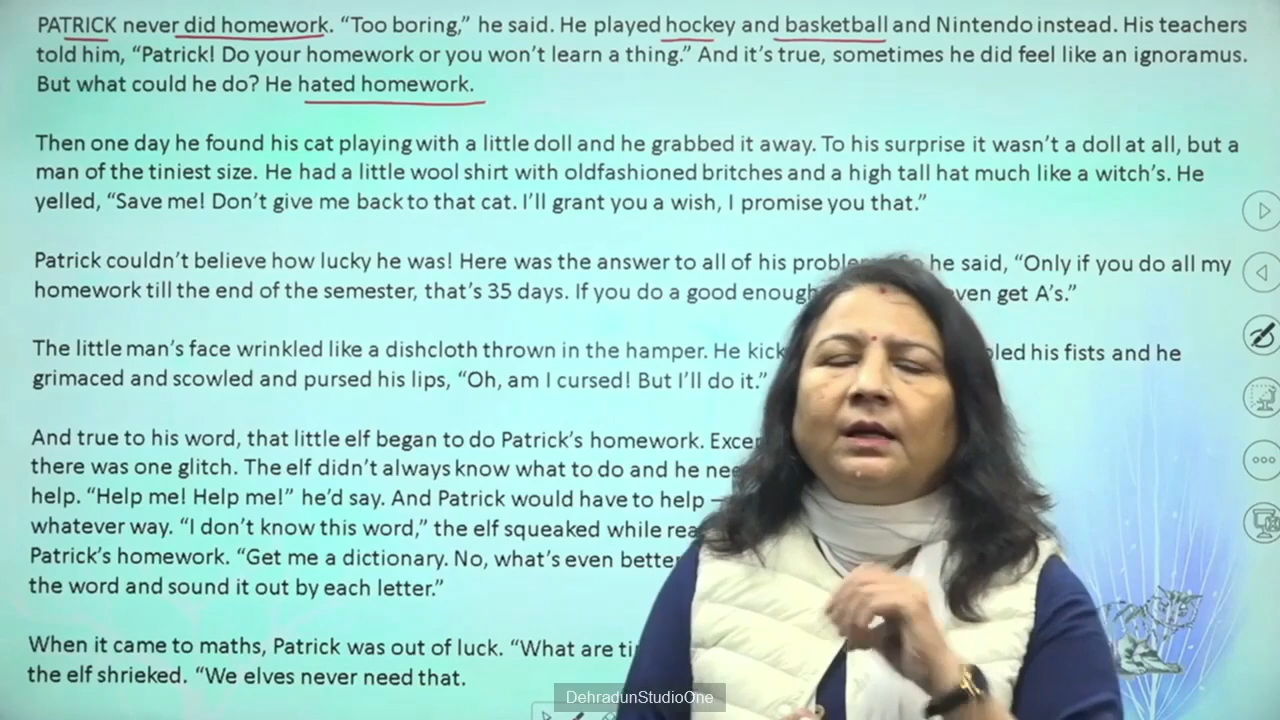 PATRICK never did homework. “Too boring,” he said. He played hockey and basketball and Nintendo instead. His teachers
told him, “Patrick! Do your homework or you won’t learn a thing.” And it’s true, sometimes he did feel like an ignoramus.
But what could he do? He hated homework.
Then one day he found his cat playing with a little doll and he grabbed it away. To his surprise it wasn’t a doll at all, but a
man of the tiniest size. He had a little wool shirt with oldfashioned britches and a high tall hat much like a witch’s. He
yelled, “Save me! Don’t give me back to that cat. I’ll grant you a wish, I promise you that.”
Patrick couldn’t believe how lucky he was! Here was the answer to all of his he said, “Only if you do all my
homework till the end of the semester, that’s 35 days. If you do a good enough get A’s.”
The little man’s face wrinkled like a dishcloth thrown in the hamper. He his fists and he
grimaced and scowled and pursed his lips, “Oh, am I cursed! But I’ll do it.”
And true to his word, that little elf began to do Patrick’s homework.
there was one glitch. The elf didn’t always know what to do and he
help. “Help me! Help me!” he’d say. And Patrick would have to help —
whatever way. “I don’t know this word,” the elf squeaked while
Patrick’s homework. “Get me a dictionary. No, what’s even better
the word and sound it out by each letter.”
When it came to maths, Patrick was out of luck. “What are
the elf shrieked. “We elves never need that.
DehradunStudioOne